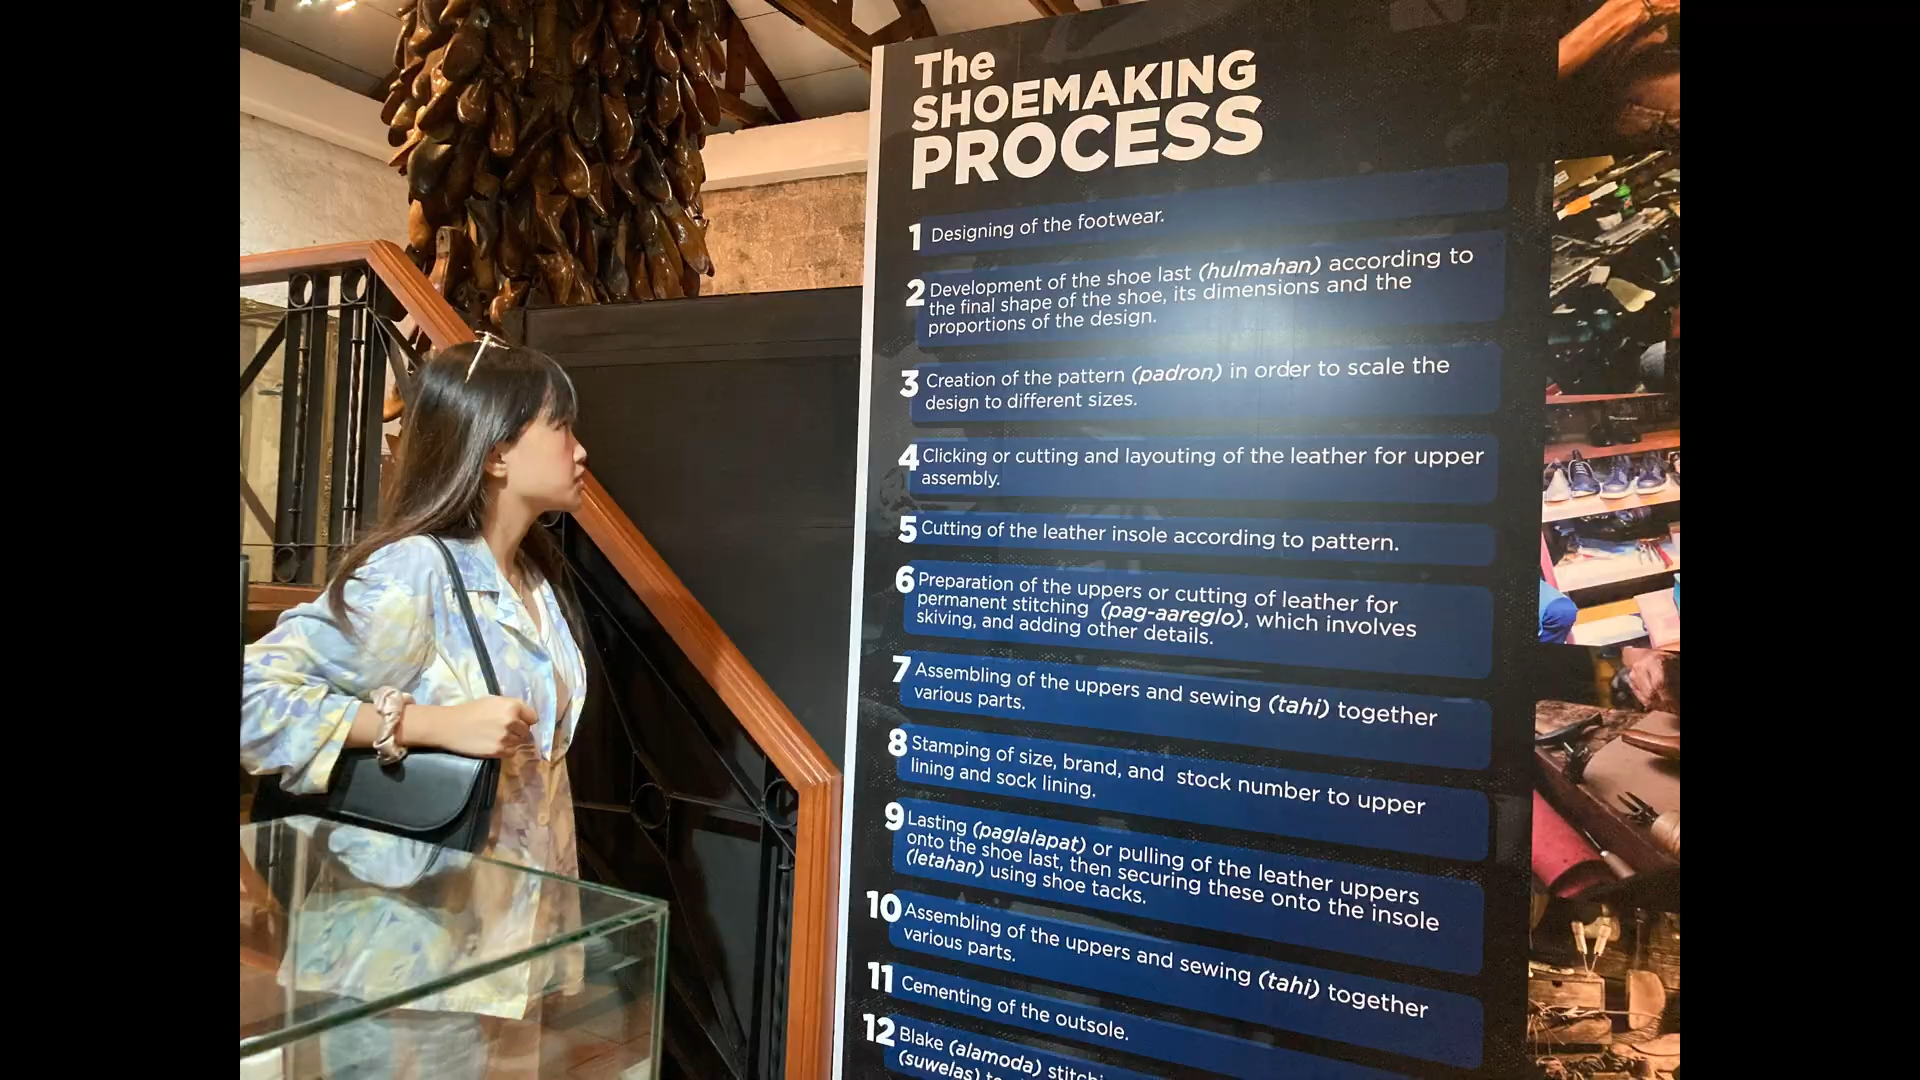 The
SHOEMAKING
PROCESS
1 Designing of the footwear.
2 Development of the shoe last (hulmahan) according to
the final shape of the shoe, its dimensions and the
proportions of the design.
3 Creation of the pattern (padron) in order to scale the
design to different sizes.
4 Clicking or cutting and layouting of the leather for upper
assembly.
5 Cutting of the leather insole according to pattern.
6 Preparation of the uppers or cutting of leather for
permanent stitching (pag-aareglo), which involves
skiving, and adding other details.
7 Assembling of the uppers and sewing (tahi) together
various parts.
8 Stamping of size, brand, and stock number to upper
lining and sock lining.
9 Lasting (paglalapat) or pulling of the leather uppers
onto the shoe last, then securing these onto the insole
(letahan) using shoe tacks.
10 Assembling of the uppers and sewing (tahi) together
various parts.
11 Cementing of the outsole.
12 Blake (alamoda)
(suwelas)